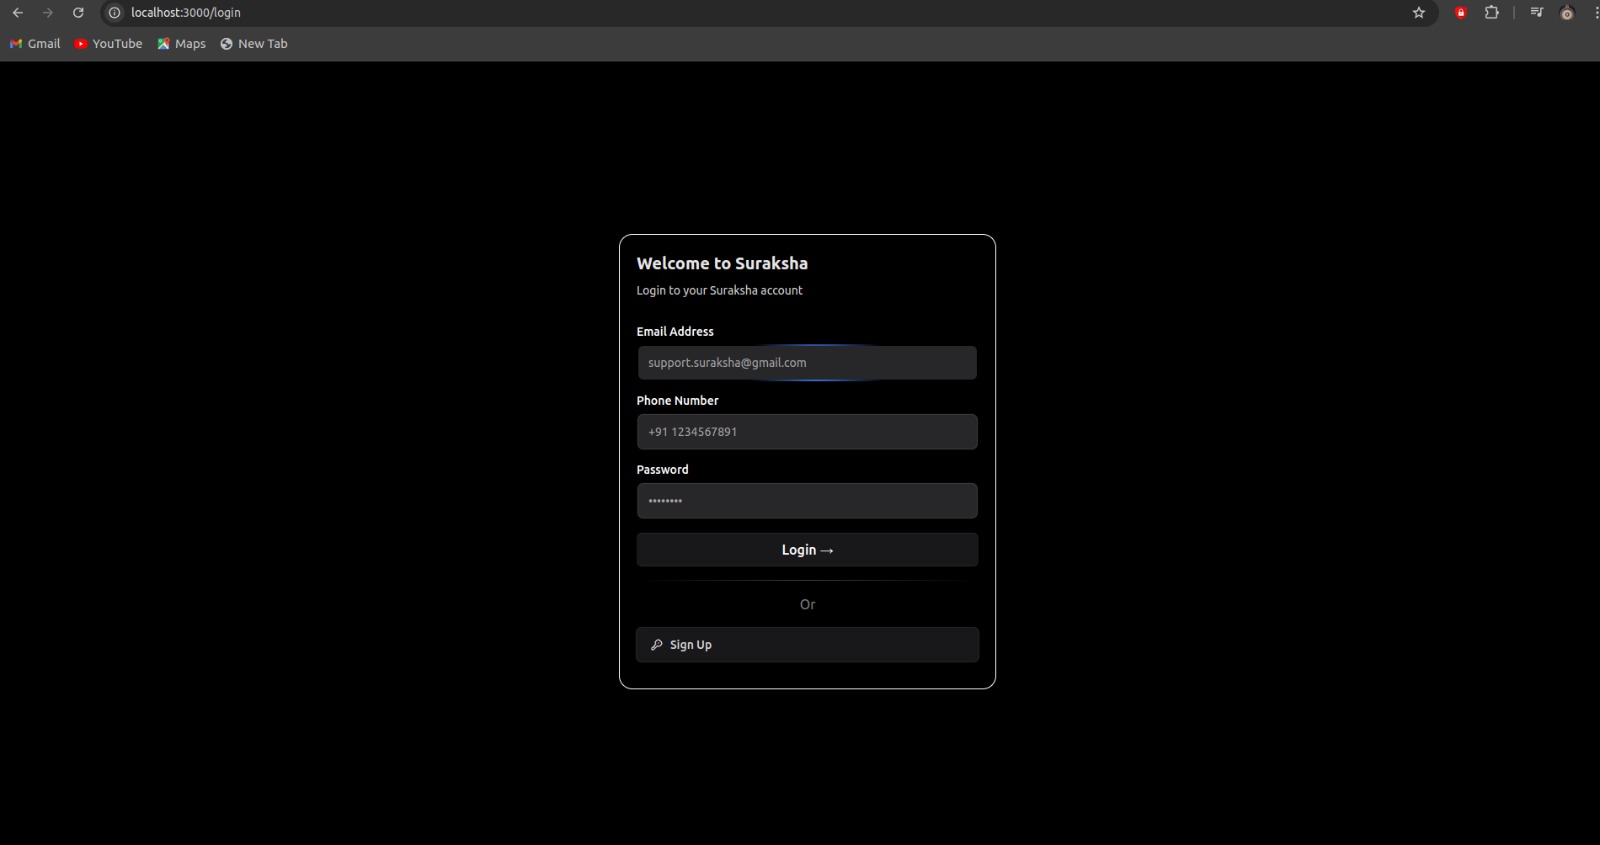 localhost:3000/login
Gmail YouTube Maps New Tab
Welcome to Suraksha
Login to your Suraksha account
Email Address
support.suraksha@gmail.com
Phone Number
+91 1234567891
Password
••••••••
Login →
Or
Sign Up